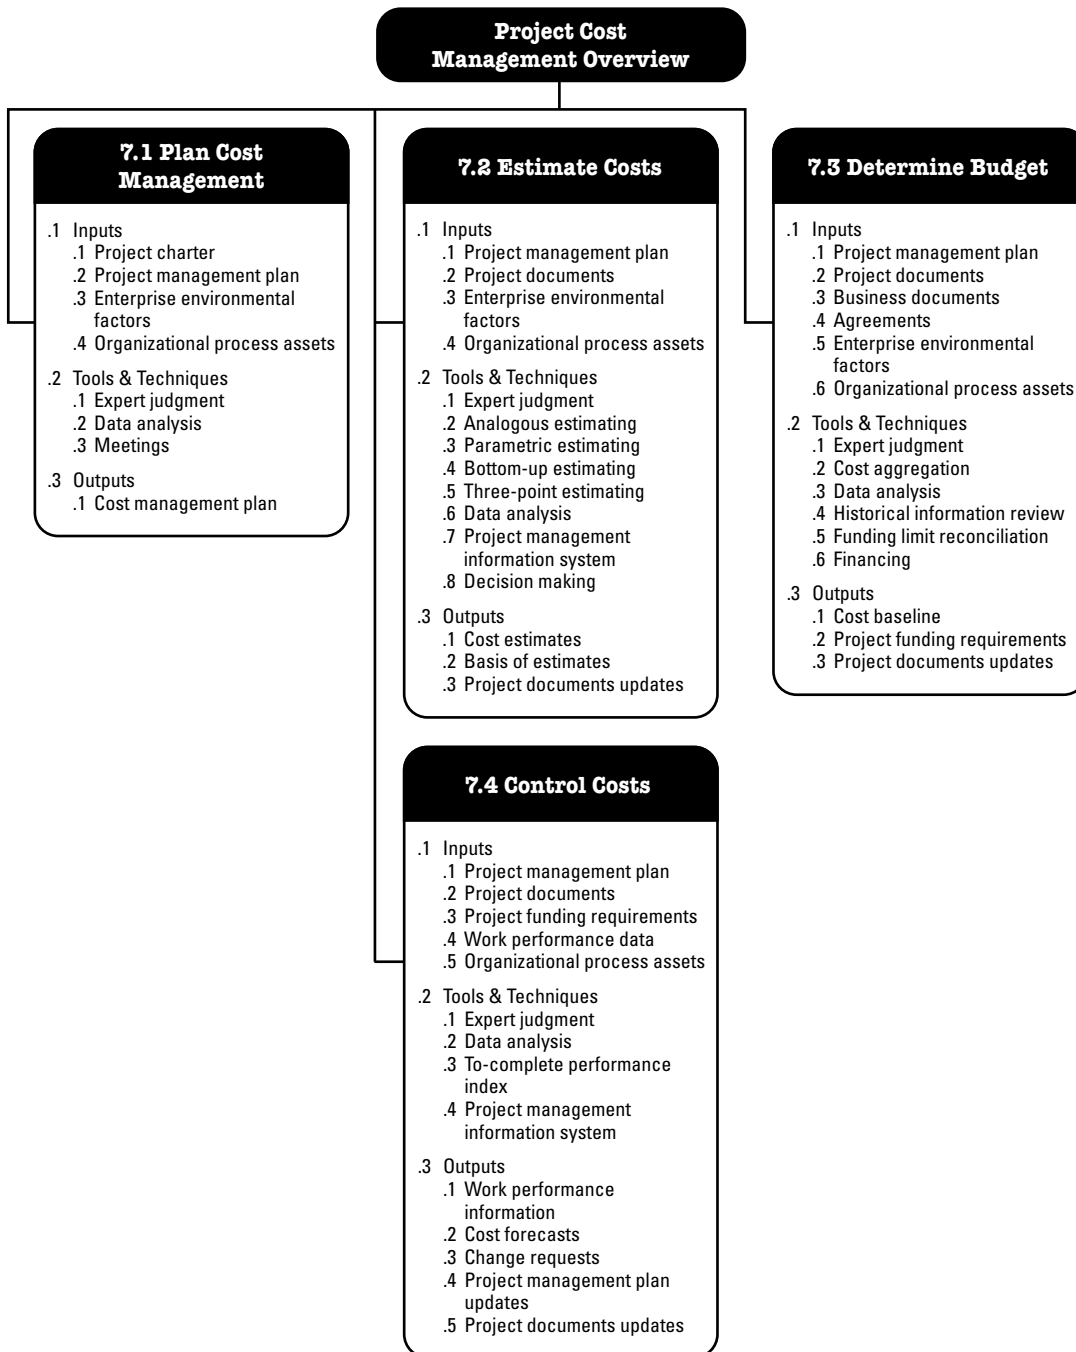 Project Cost
Management Overview
7.1 Plan Cost
Management
.1 Inputs
.1 Project charter
.2 Project management plan
.3 Enterprise environmental
factors
.4 Organizational process assets
.2 Tools & Techniques
.1 Expert judgment
.2 Data analysis
.3 Meetings
.3 Outputs
.1 Cost management plan
7.2 Estimate Costs
.1 Inputs
.1 Project management plan
.2 Project documents
.3 Enterprise environmental
factors
.4 Organizational process assets
.2 Tools & Techniques
.1 Expert judgment
.2 Analogous estimating
.3 Parametric estimating
.4 Bottom-up estimating
.5 Three-point estimating
.6 Data analysis
.7 Project management
information system
.8 Decision making
.3 Outputs
.1 Cost estimates
.2 Basis of estimates
.3 Project documents updates
7.3 Determine Budget
.1 Inputs
.1 Project management plan
.2 Project documents
.3 Business documents
.4 Agreements
.5 Enterprise environmental
factors
.6 Organizational process assets
.2 Tools & Techniques
.1 Expert judgment
.2 Cost aggregation
.3 Data analysis
.4 Historical information review
.5 Funding limit reconciliation
.6 Financing
.3 Outputs
.1 Cost baseline
.2 Project funding requirements
.3 Project documents updates
7.4 Control Costs
.1 Inputs
.1 Project management plan
.2 Project documents
.3 Project funding requirements
.4 Work performance data
.5 Organizational process assets
.2 Tools & Techniques
.1 Expert judgment
.2 Data analysis
.3 To-complete performance
index
.4 Project management
information system
.3 Outputs
.1 Work performance
information
.2 Cost forecasts
.3 Change requests
.4 Project management plan
updates
.5 Project documents updates